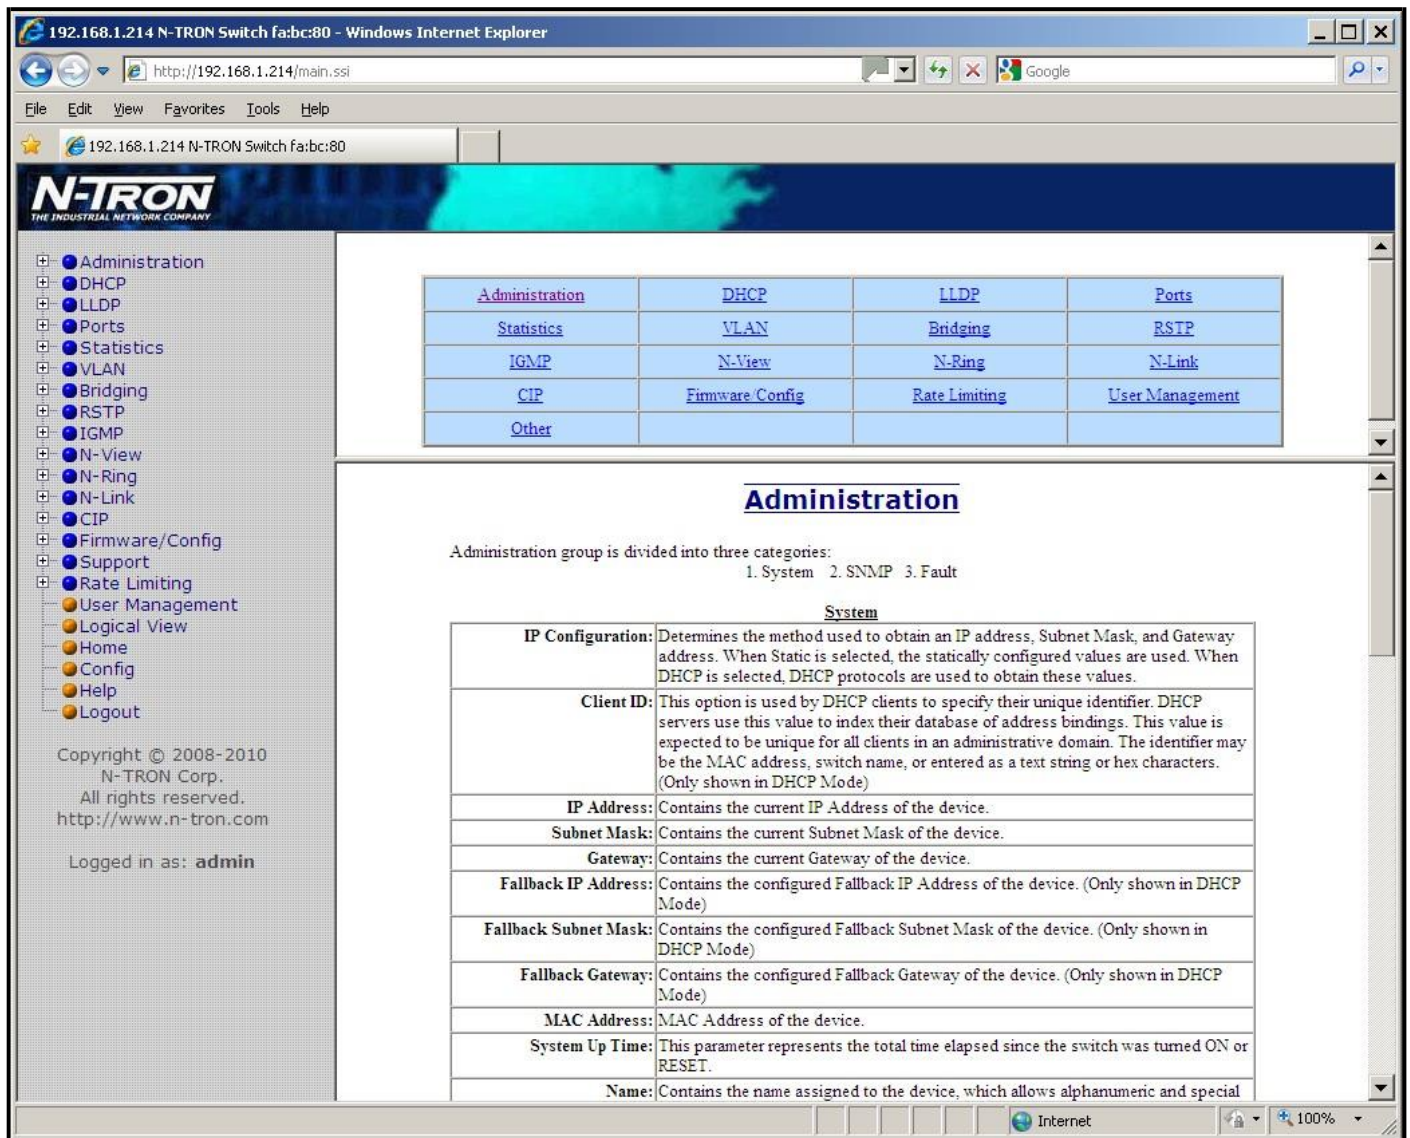 192.168.1.214 N-TRON Switch fa:bc:80 - Windows Internet Explorer
http://192.168.1.214/main.ssi
Google
File Edit View Favorites Tools Help
192.168.1.214 N-TRON Switch fa:bc:80
N-TRON
THE INDUSTRIAL NETWORK COMPANY
Administration
DHCP
LLDP
Ports
Statistics
VLAN
Bridging
RSTP
IGMP
N-View
N-Ring
N-Link
CIP
Firmware/Config
Support
Rate Limiting
User Management
Logical View
Home
Config
Help
Logout
Copyright © 2008-2010
N-TRON Corp.
All rights reserved.
http://www.n-tron.com
Logged in as: admin
Administration DHCP LLDP Ports
Statistics VLAN Bridging RSTP
IGMP N-View N-Ring N-Link
CIP Firmware/Config Rate Limiting User Management
Other
Administration
Administration group is divided into three categories:
1. System 2. SNMP 3. Fault
System
IP Configuration: Determines the method used to obtain an IP address, Subnet Mask, and Gateway
address. When Static is selected, the statically configured values are used. When
DHCP is selected, DHCP protocols are used to obtain these values.
Client ID: This option is used by DHCP clients to specify their unique identifier. DHCP
servers use this value to index their database of address bindings. This value is
expected to be unique for all clients in an administrative domain. The identifier may
be the MAC address, switch name, or entered as a text string or hex characters.
(Only shown in DHCP Mode)
IP Address: Contains the current IP Address of the device.
Subnet Mask: Contains the current Subnet Mask of the device.
Gateway: Contains the current Gateway of the device.
Fallback IP Address: Contains the configured Fallback IP Address of the device. (Only shown in DHCP
Mode)
Fallback Subnet Mask: Contains the configured Fallback Subnet Mask of the device. (Only shown in
DHCP Mode)
Fallback Gateway: Contains the configured Fallback Gateway of the device. (Only shown in DHCP
Mode)
MAC Address: MAC Address of the device.
System Up Time: This parameter represents the total time elapsed since the switch was turned ON or
RESET.
Name: Contains the name assigned to the device, which allows alphanumeric and special
Internet
100%